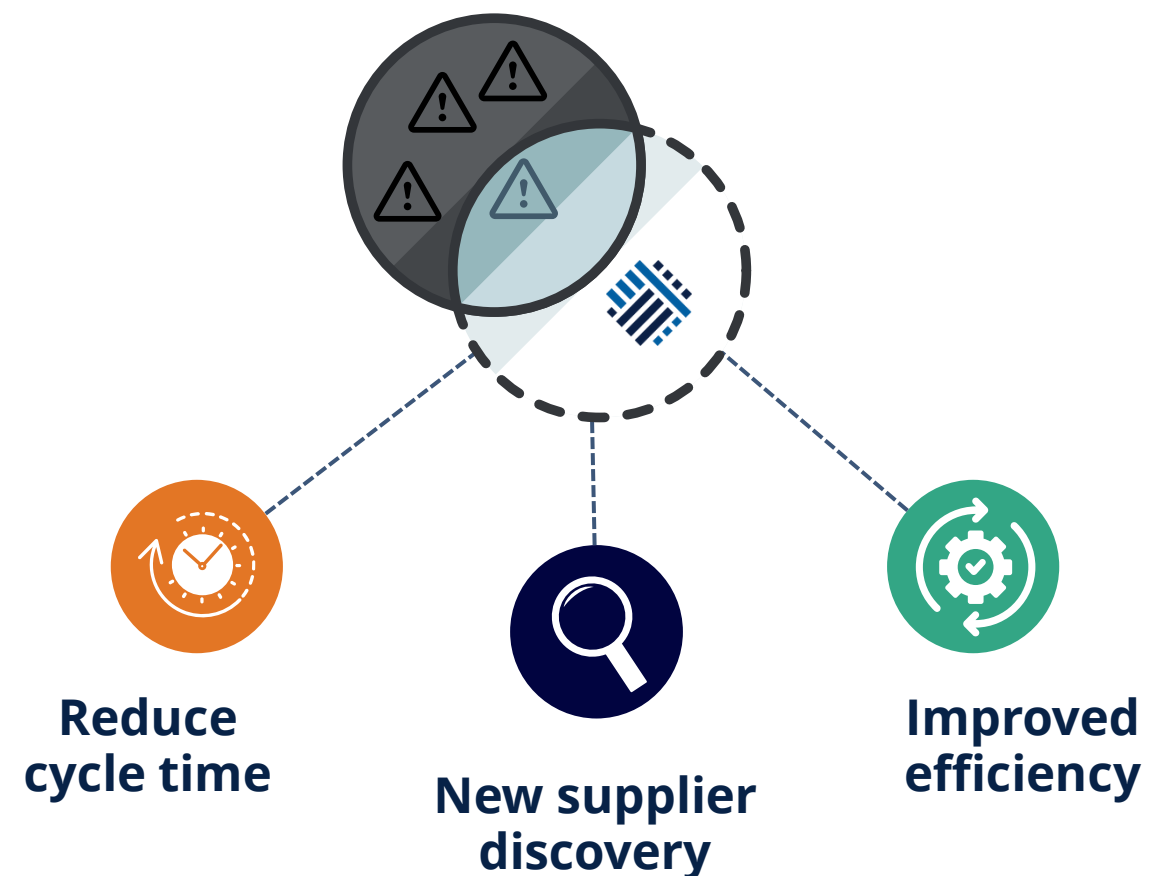 Reduce
cycle time
New supplier
discovery
Improved
efficiency